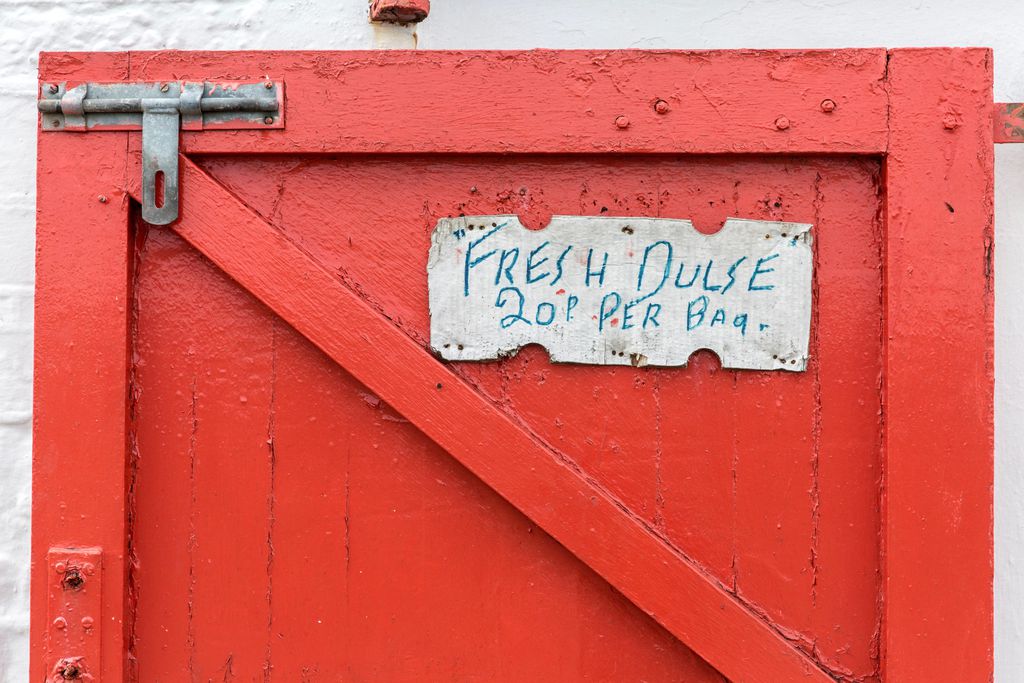 "FRESH DULSE"
20P PER BAG.